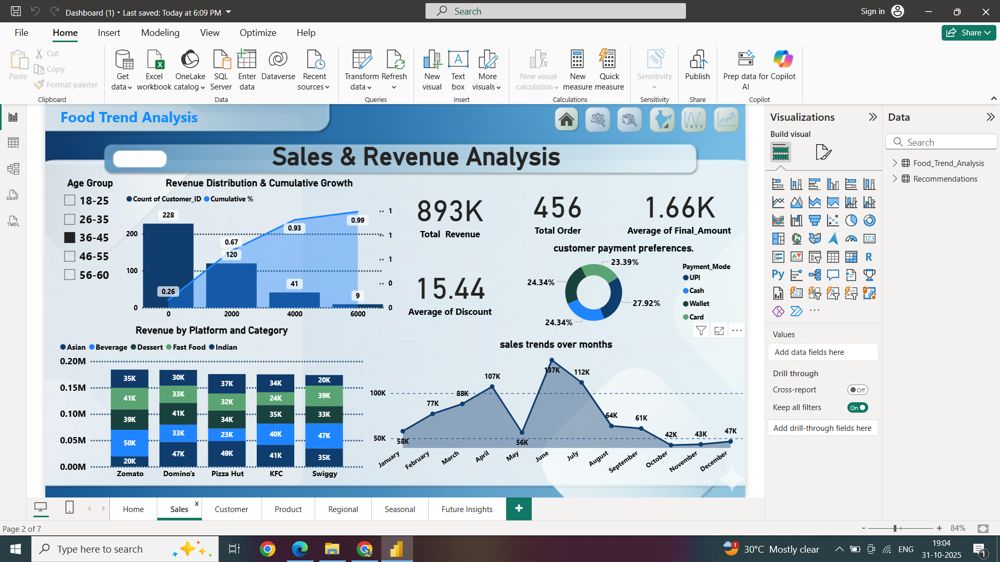 Dashboard (1) • Last saved: Today at 6:09 PM
Search
Sign in
File Home Insert Modeling View Optimize Help
Share
Paste
Cut
Copy
Format painter
Clipboard
Get data
Excel workbook
OneLake catalog
SQL Server
Enter data
Dataverse
Recent sources
Data
Transform data
Refresh
Queries
New visual
Text box
More visuals
Insert
New visual calculation
New measure
Quick measure
Calculations
Sensitivity
Sensitivity
Publish
Share
Prep data for AI
Copilot
Copilot
DAX
TMDL
Food Trend Analysis
Sales & Revenue Analysis
Age Group
18-25
26-35
36-45
46-55
56-60
Revenue Distribution & Cumulative Growth
Count of Customer_ID Cumulative %
200
100
0
228
120
41
9
0.26
0.67
0.93
0.99
1
1
1
0
0
0 2000 4000 6000
893K
Total Revenue
456
Total Order
1.66K
Average of Final_Amount
15.44
Average of Discount
customer payment preferences.
23.39%
24.34%
27.92%
24.34%
Payment_Mode
UPI
Cash
Wallet
Card
Revenue by Platform and Category
Asian Beverage Dessert Fast Food Indian
0.20M
0.15M
0.10M
0.05M
0.00M
35K 30K 37K 34K 20K
41K 33K 32K 24K 39K
39K 41K 34K 35K 33K
50K 33K 23K 40K 47K
20K 47K 49K 41K 35K
Zomato Domino's Pizza Hut KFC Swiggy
sales trends over months
100K
50K
58K 77K 88K 107K 56K 137K 112K 64K 61K 42K 43K 47K
January February March April May June July August September October November December
Visualizations
Build visual
123
R
Py
123
Values
Add data fields here
Drill through
Cross-report Off
Keep all filters On
Add drill-through fields here
Data
Search
Food_Trend_Analysis
Recommendations
Home Sales x Customer Product Regional Seasonal Future Insights +
Page 2 of 7
- + 84%
Type here to search
1
30°C Mostly clear
ENG
19:04
31-10-2025
1